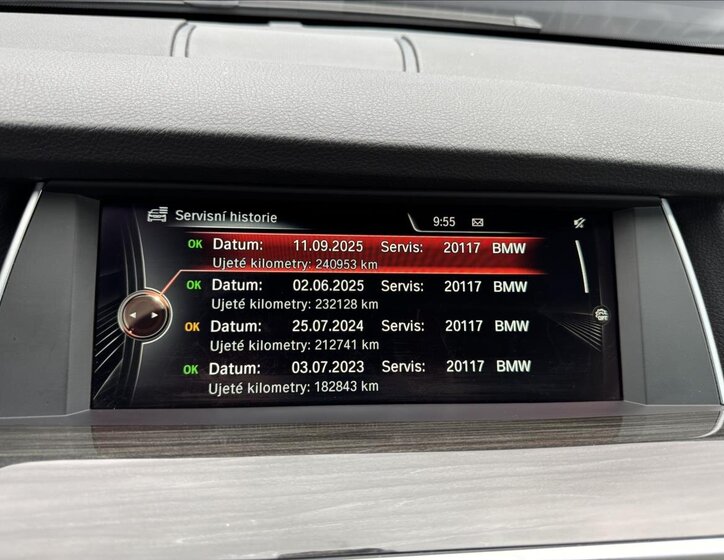 Servisní historie 9:55
OK Datum: 11.09.2025 Servis: 20117 BMW
Ujeté kilometry: 240953 km
OK Datum: 02.06.2025 Servis: 20117 BMW
Ujeté kilometry: 232128 km
OK Datum: 25.07.2024 Servis: 20117 BMW
Ujeté kilometry: 212741 km
OK Datum: 03.07.2023 Servis: 20117 BMW
Ujeté kilometry: 182843 km